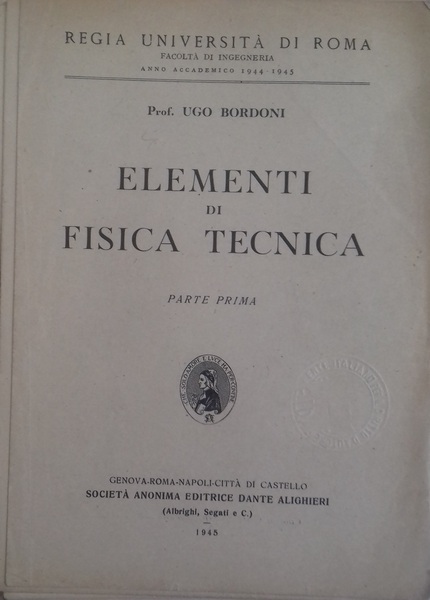 REGIA UNIVERSITÀ DI ROMA
FACOLTÀ DI INGEGNERIA
ANNO ACCADEMICO 1944-1945
Prof. UGO BORDONI
ELEMENTI
DI
FISICA TECNICA
PARTE PRIMA
GENOVA-ROMA-NAPOLI-CITTÀ DI CASTELLO
SOCIETÀ ANONIMA EDITRICE DANTE ALIGHIERI
(Albrighi, Segati e C.)
1945